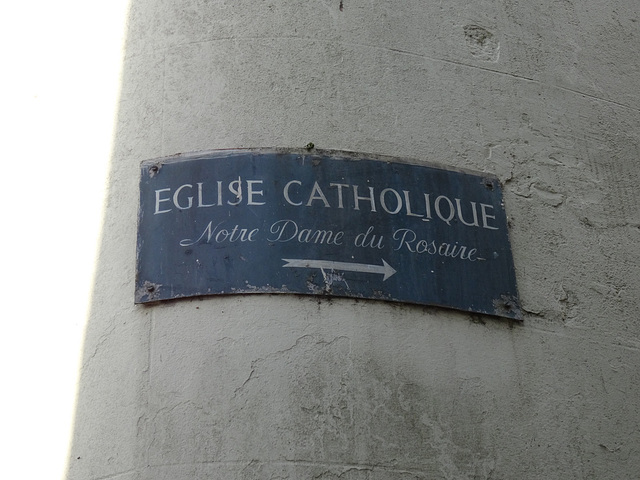 EGLISE CATHOLIQUE
Notre Dame du Rosaire